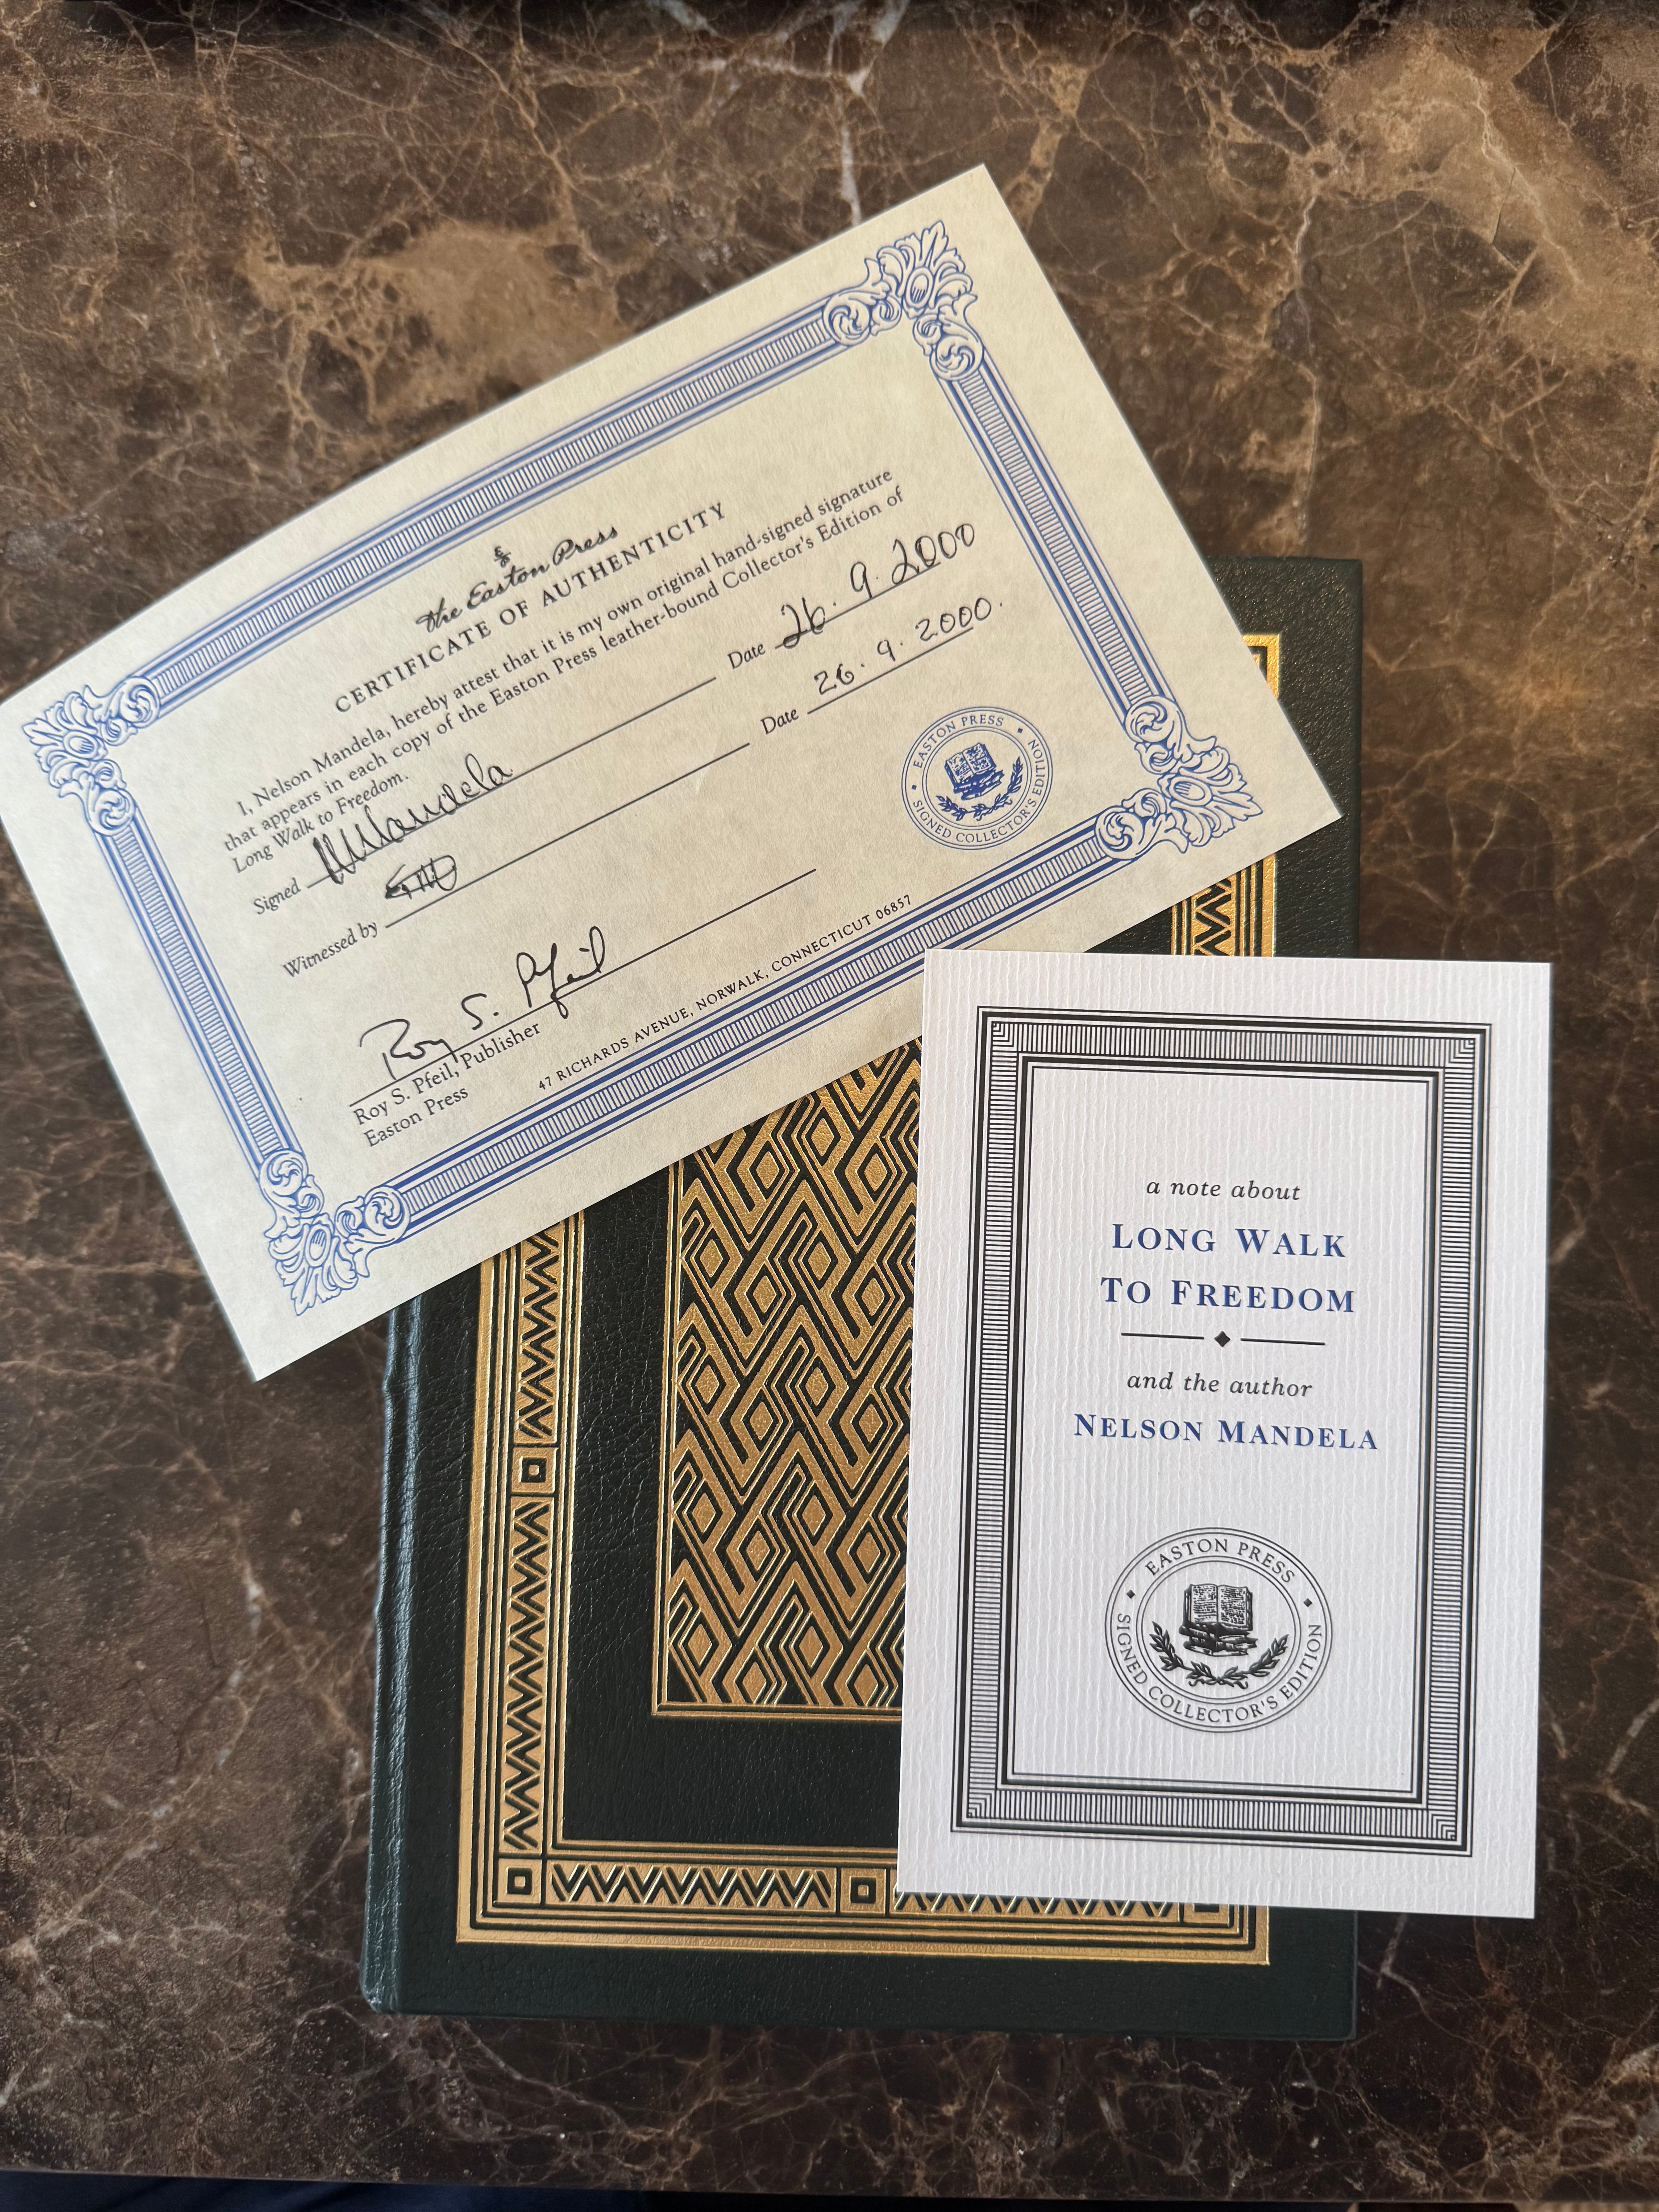 The Easton Press
CERTIFICATE OF AUTHENTICITY
I, Nelson Mandela, hereby attest that it is my own original hand-signed signature
that appears in each copy of the Easton Press leather-bound Collector's Edition of
Long Walk to Freedom.
Signed NMandela Date 26.9.2000
Witnessed by Date 26.9.2000.
EASTON PRESS
SIGNED COLLECTOR'S EDITION
Roy S. Pfeil
Roy S. Pfeil, Publisher
Easton Press
47 RICHARDS AVENUE, NORWALK, CONNECTICUT 06857
a note about
LONG WALK
TO FREEDOM
and the author
NELSON MANDELA
EASTON PRESS
SIGNED COLLECTOR'S EDITION